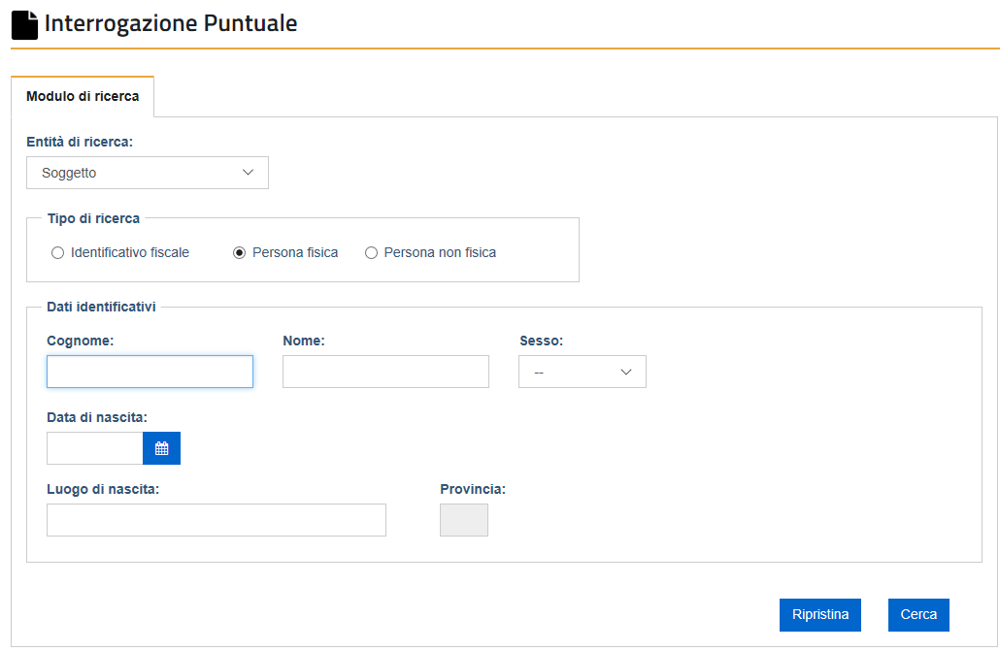 Interrogazione Puntuale
Modulo di ricerca
Entità di ricerca:
Soggetto
Tipo di ricerca
Identificativo fiscale Persona fisica Persona non fisica
Dati identificativi
Cognome: Nome: Sesso:
--
Data di nascita:
Luogo di nascita: Provincia:
Ripristina Cerca